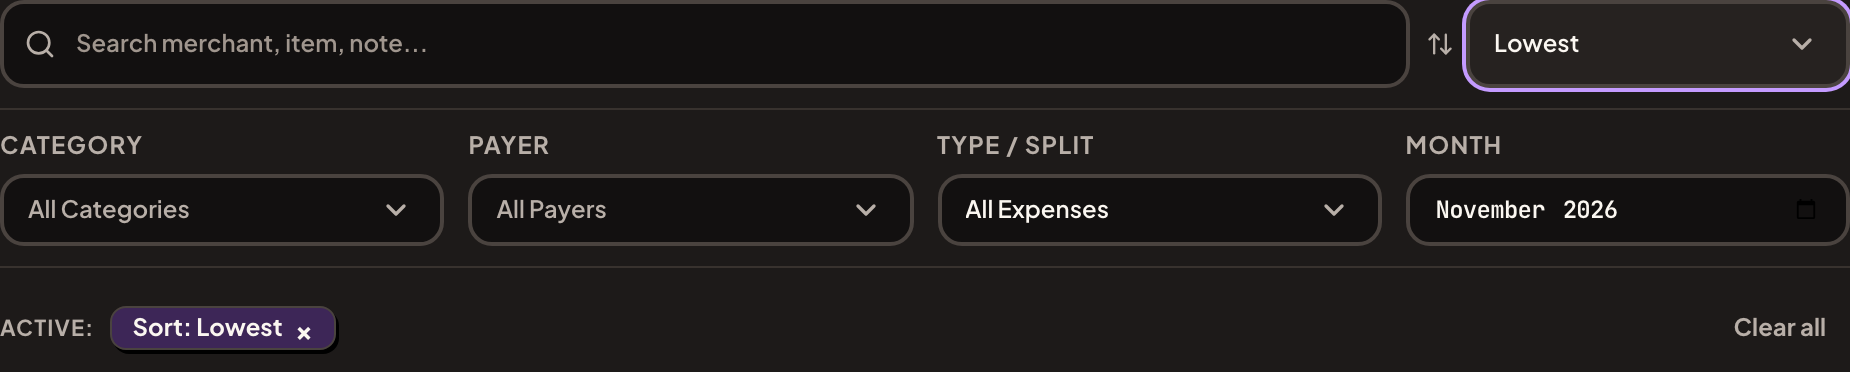 Search merchant, item, note...
Lowest
CATEGORY
PAYER
TYPE / SPLIT
MONTH
All Categories
All Payers
All Expenses
November 2026
ACTIVE:
Sort: Lowest ×
Clear all